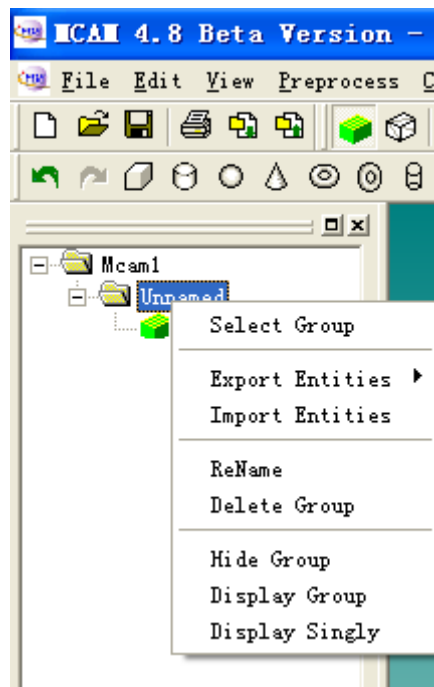 MCAM 4.8 Beta Version -
File Edit View Preprocess C
Mcam1
Unnamed
Select Group
Export Entities
Import Entities
ReName
Delete Group
Hide Group
Display Group
Display Singly